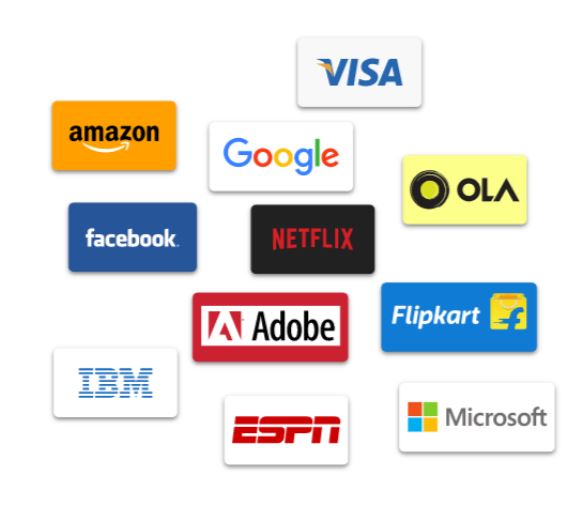 VISA
amazon
Google
OLA
facebook
NETFLIX
Adobe
Flipkart
IBM
ESPN
Microsoft